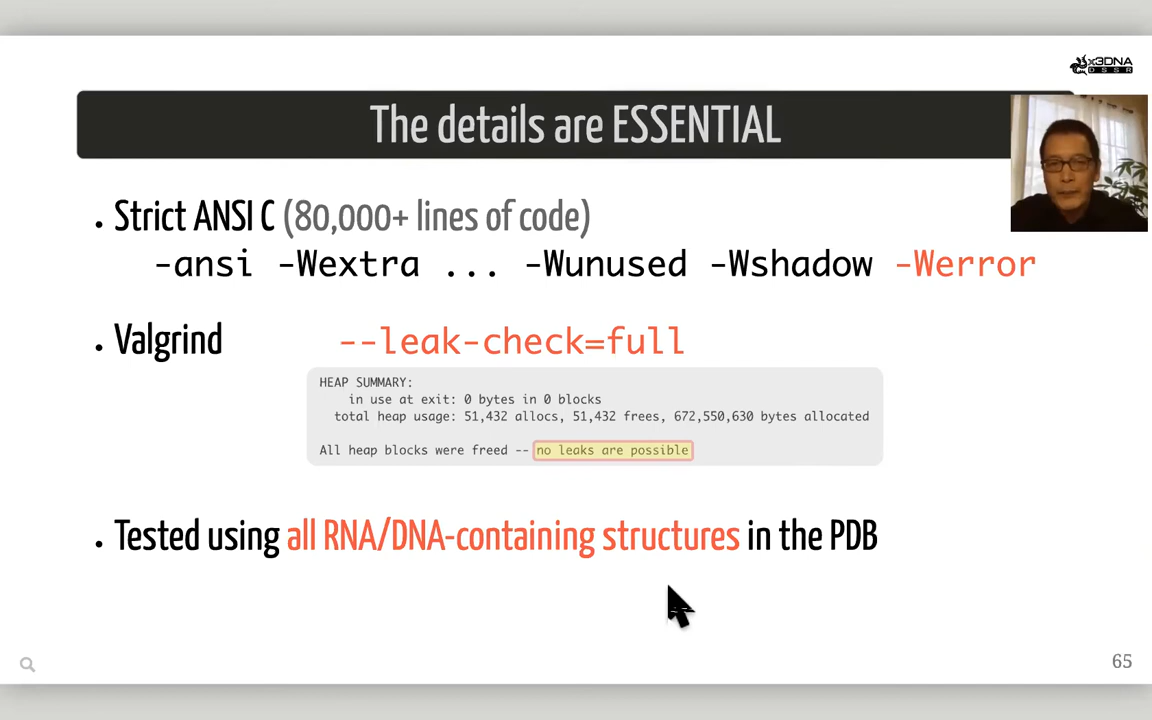 x3DNA
DSSR
The details are ESSENTIAL
• Strict ANSI C (80,000+ lines of code)
-ansi -Wextra ... -Wunused -Wshadow -Werror
• Valgrind --leak-check=full
HEAP SUMMARY:
in use at exit: 0 bytes in 0 blocks
total heap usage: 51,432 allocs, 51,432 frees, 672,550,630 bytes allocated
All heap blocks were freed -- no leaks are possible
• Tested using all RNA/DNA-containing structures in the PDB
65